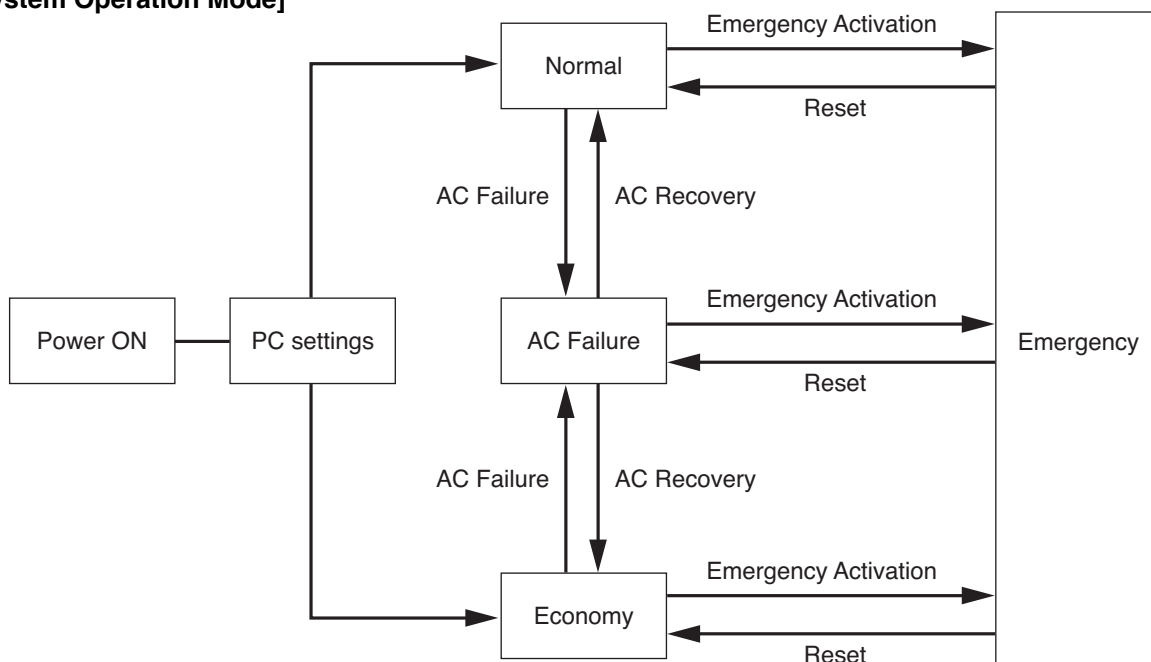 ystem Operation Mode]
Emergency Activation
Normal
Reset
AC Failure
AC Recovery
Emergency Activation
Power ON
PC settings
AC Failure
Emergency
Reset
AC Failure
AC Recovery
Emergency Activation
Economy
Reset